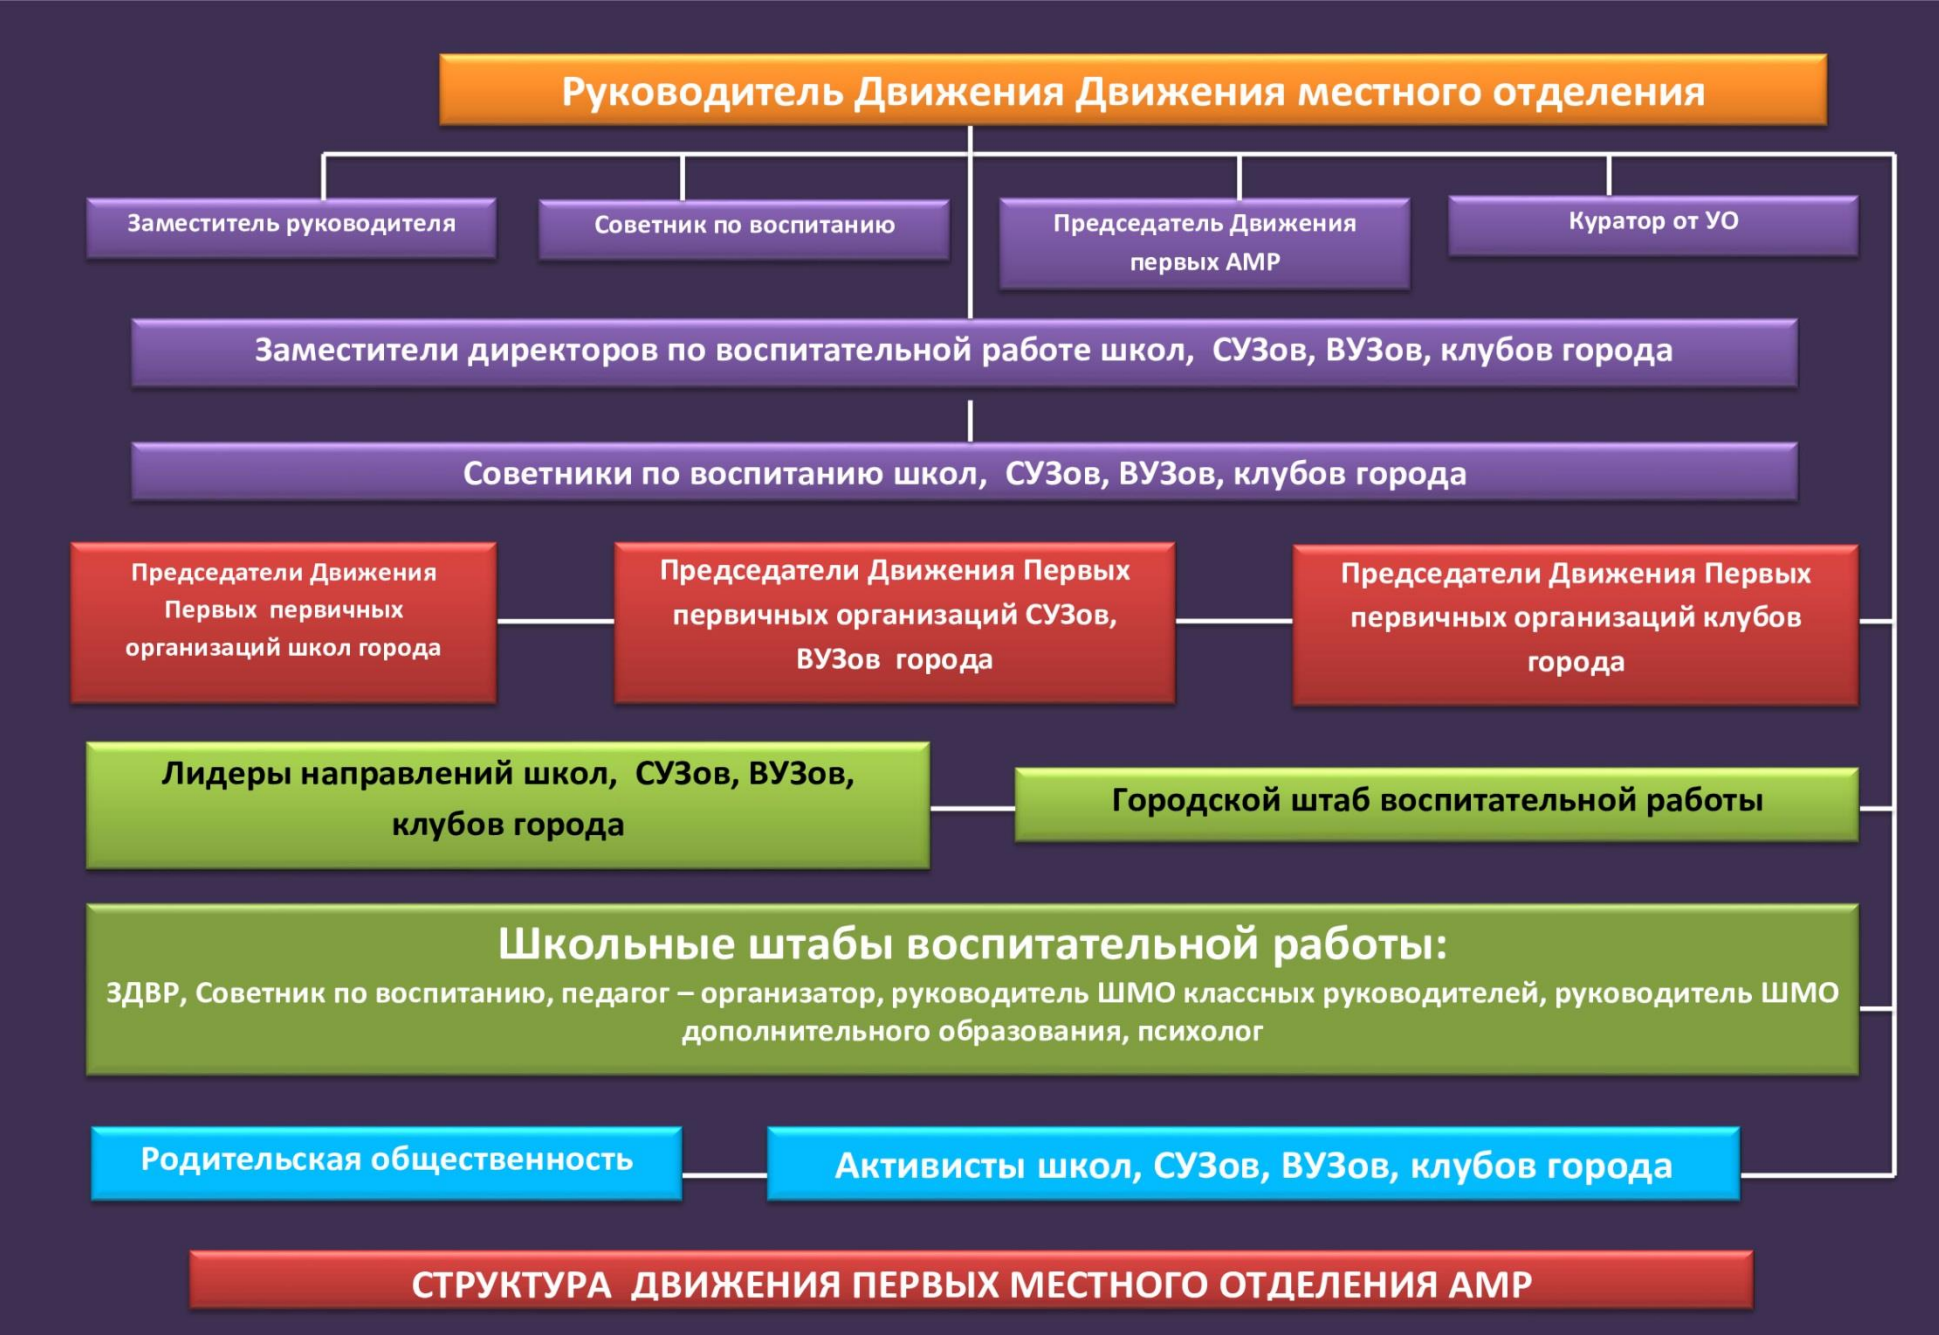 Руководитель Движения Движения местного отделения
Заместитель руководителя
Советник по воспитанию
Председатель Движения
первых АМР
Куратор от УО
Заместители директоров по воспитательной работе школ, СУЗов, ВУЗов, клубов города
Советники по воспитанию школ, СУЗов, ВУЗов, клубов города
Председатели Движения
Первых первичных
организаций школ города
Председатели Движения Первых
первичных организаций СУЗов,
ВУЗов города
Председатели Движения Первых
первичных организаций клубов
города
Лидеры направлений школ, СУЗов, ВУЗов,
клубов города
Городской штаб воспитательной работы
Школьные штабы воспитательной работы:
ЗДВР, Советник по воспитанию, педагог – организатор, руководитель ШМО классных руководителей, руководитель ШМО
дополнительного образования, психолог
Родительская общественность
Активисты школ, СУЗов, ВУЗов, клубов города
СТРУКТУРА ДВИЖЕНИЯ ПЕРВЫХ МЕСТНОГО ОТДЕЛЕНИЯ АМР